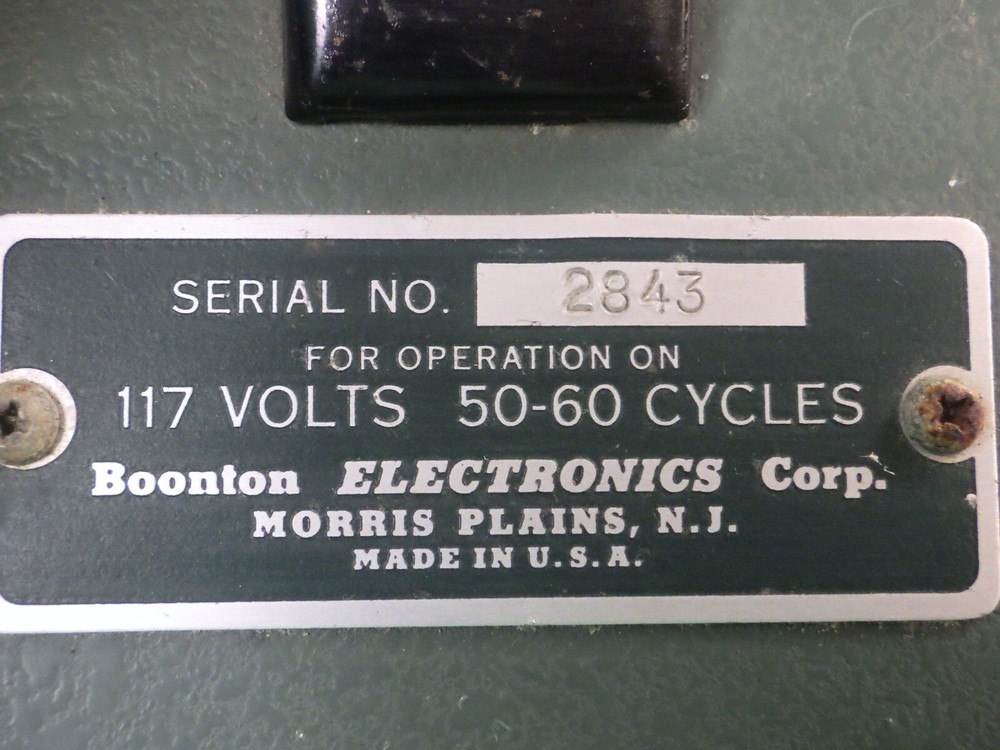 SERIAL NO. 2843
FOR OPERATION ON
117 VOLTS 50-60 CYCLES
Boonton ELECTRONICS Corp.
MORRIS PLAINS, N.J.
MADE IN U.S.A.